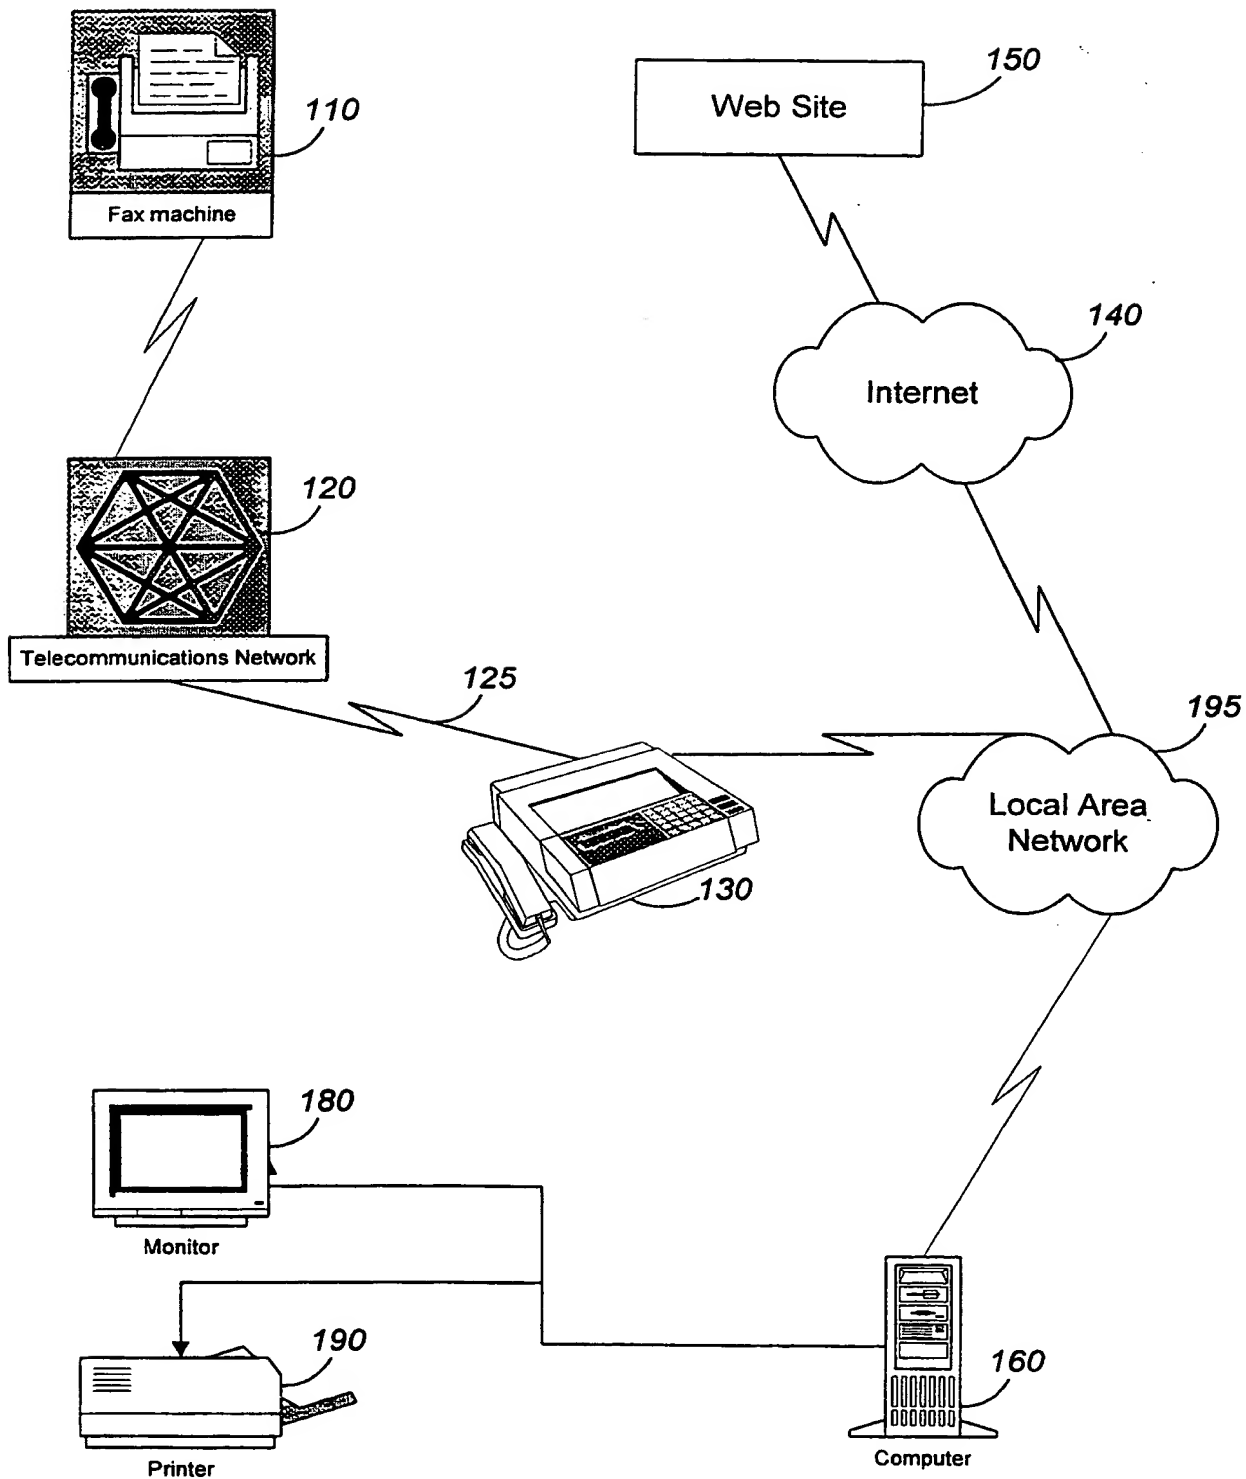 110
Fax machine
150
Web Site
140
Internet
120
Telecommunications Network
125
195
Local Area
Network
130
180
Monitor
190
Printer
160
Computer